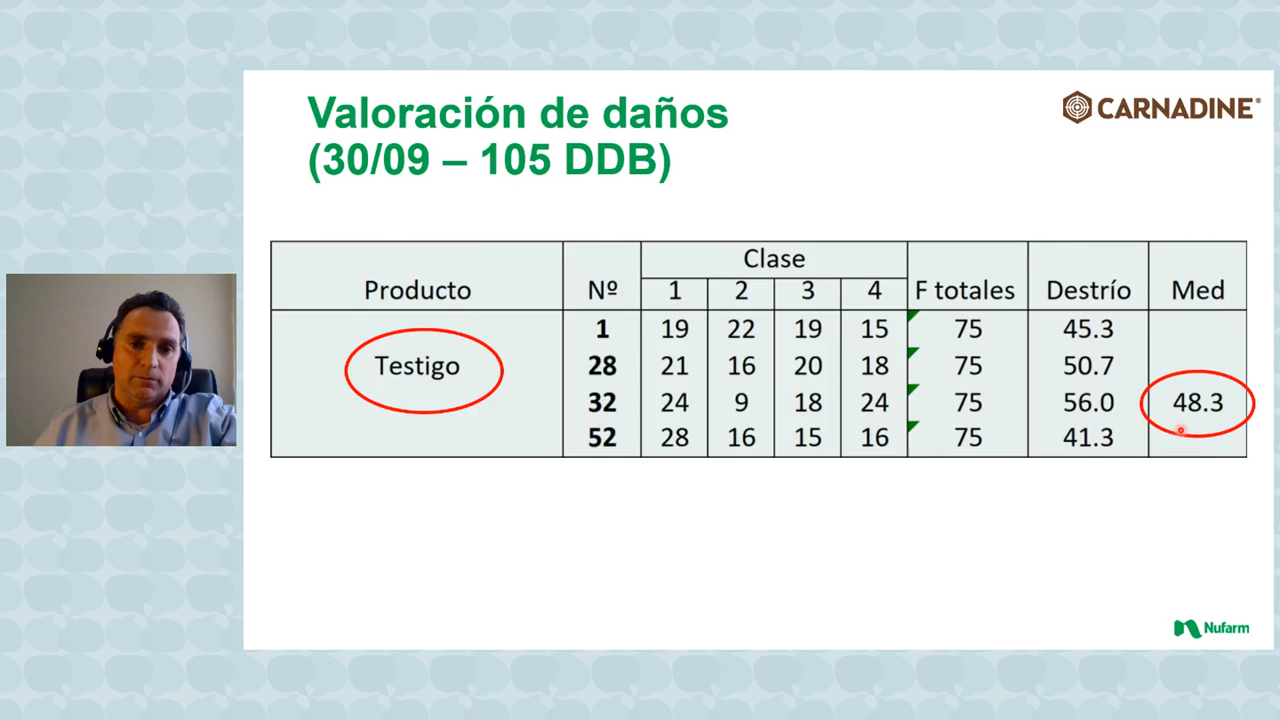 Valoración de daños
(30/09 – 105 DDB)
CARNADINE®
Producto Nº Clase F totales Destrío Med
1 2 3 4
Testigo
1 19 22 19 15 75 45.3
28 21 16 20 18 75 50.7
32 24 9 18 24 75 56.0 48.3
52 28 16 15 16 75 41.3
Nufarm